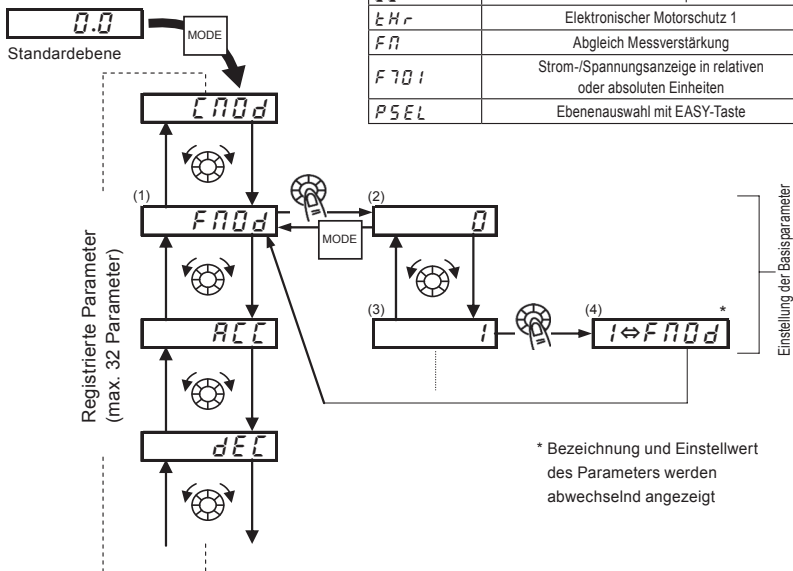 0.0
MODE
Standardebene
tHr Elektronischer Motorschutz 1
FM Abgleich Messverstärkung
F701 Strom-/Spannungsanzeige in relativen
oder absoluten Einheiten
PSEL Ebenenauswahl mit EASY-Taste
CMOd
(1)
FMOd
MODE
(2)
0
(3)
1
(4)
*
1⇔FMOd
ACC
dEC
Registrierte Parameter
(max. 32 Parameter)
Einstellung der Basisparameter
* Bezeichnung und Einstellwert
des Parameters werden
abwechselnd angezeigt